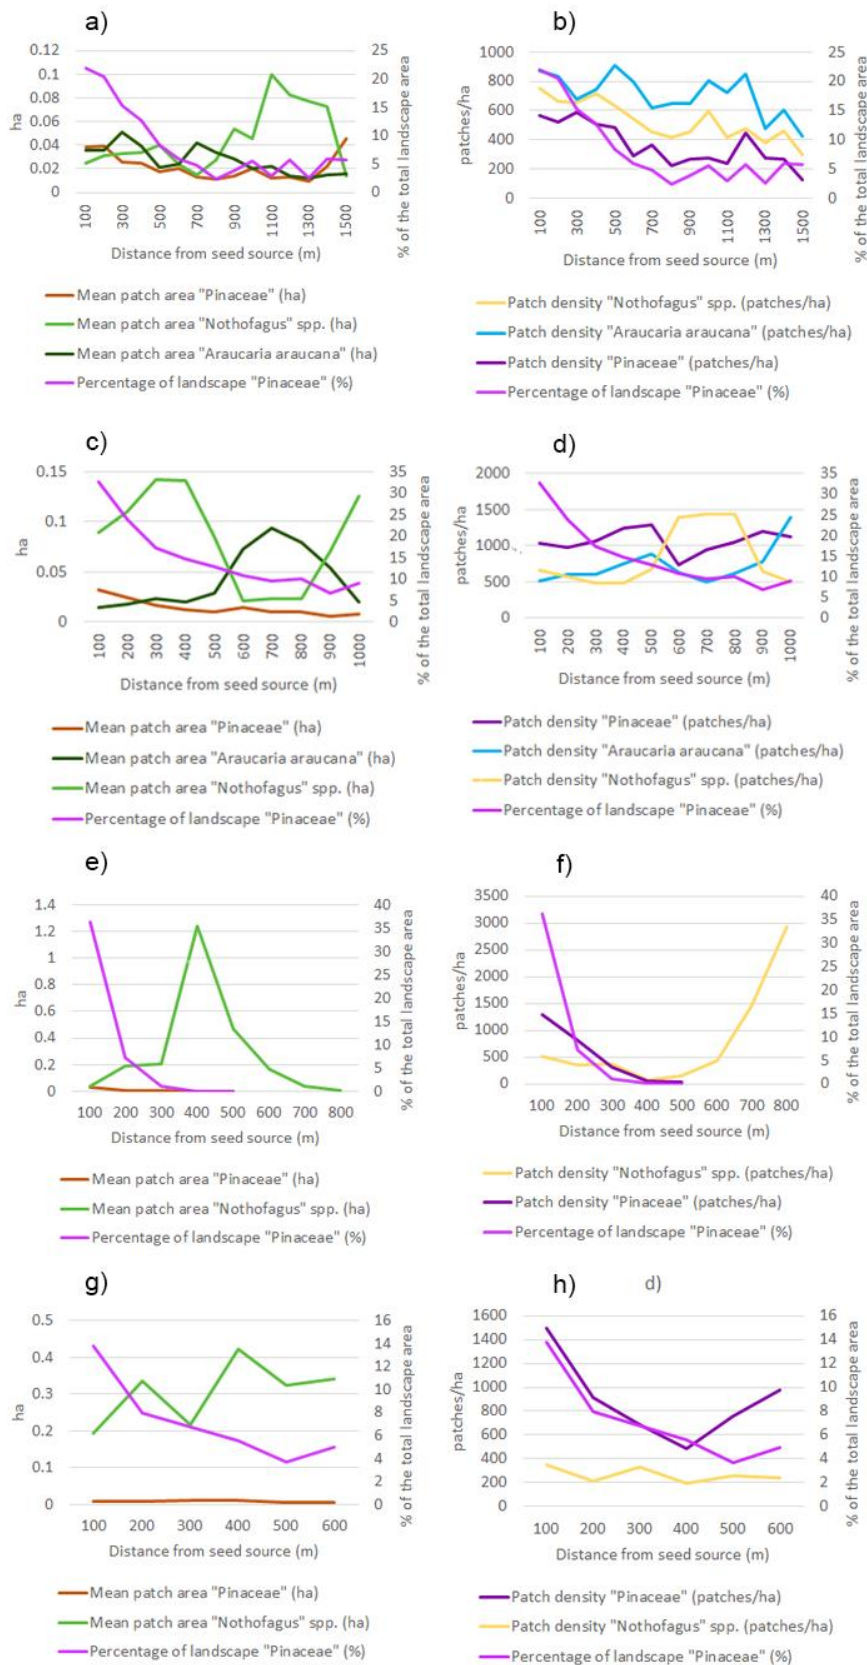 a)
0.12
0.1
0.08
0.06
0.04
0.02
0
ha
25
20
15
10
5
0
% of the total landscape area
100
300
500
700
900
1100
1300
1500
Distance from seed source (m)
Mean patch area "Pinaceae" (ha)
Mean patch area "Nothofagus" spp. (ha)
Mean patch area "Araucaria araucana" (ha)
Percentage of landscape "Pinaceae" (%)
b)
1000
800
600
400
200
0
patches/ha
25
20
15
10
5
0
% of the total landscape area
100
300
500
700
900
1100
1300
1500
Distance from seed source (m)
Patch density "Nothofagus" spp. (patches/ha)
Patch density "Araucaria araucana" (patches/ha)
Patch density "Pinaceae" (patches/ha)
Percentage of landscape "Pinaceae" (%)
c)
0.15
0.1
0.05
0
ha
35
30
25
20
15
10
5
0
% of the total landscape area
100
200
300
400
500
600
700
800
900
1000
Distance from seed source (m)
Mean patch area "Pinaceae" (ha)
Mean patch area "Araucaria araucana" (ha)
Mean patch area "Nothofagus" spp. (ha)
Percentage of landscape "Pinaceae" (%)
d)
2000
1500
1000
500
0
patches/ha
35
30
25
20
15
10
5
0
% of the total landscape area
100
200
300
400
500
600
700
800
900
1000
Distance from seed source (m)
Patch density "Pinaceae" (patches/ha)
Patch density "Araucaria araucana" (patches/ha)
Patch density "Nothofagus" spp. (patches/ha)
Percentage of landscape "Pinaceae" (%)
e)
1.4
1.2
1
0.8
0.6
0.4
0.2
0
ha
40
35
30
25
20
15
10
5
0
% of the total landscape area
100 200 300 400 500 600 700 800
Distance from seed source (m)
Mean patch area "Pinaceae" (ha)
Mean patch area "Nothofagus" spp. (ha)
Percentage of landscape "Pinaceae" (%)
f)
3500
3000
2500
2000
1500
1000
500
0
patches/ha
40
35
30
25
20
15
10
5
0
% of the total landscape area
100 200 300 400 500 600 700 800
Distance from seed source (m)
Patch density "Nothofagus" spp. (patches/ha)
Patch density "Pinaceae" (patches/ha)
Percentage of landscape "Pinaceae" (%)
g)
0.5
0.4
0.3
0.2
0.1
0
ha
16
14
12
10
8
6
4
2
0
% of the total landscape area
100 200 300 400 500 600
Distance from seed source (m)
Mean patch area "Pinaceae" (ha)
Mean patch area "Nothofagus" spp. (ha)
Percentage of landscape "Pinaceae" (%)
h)
d)
1600
1400
1200
1000
800
600
400
200
0
patches/ha
16
14
12
10
8
6
4
2
0
% of the total landscape area
100 200 300 400 500 600
Distance from seed source (m)
Patch density "Pinaceae" (patches/ha)
Patch density "Nothofagus" spp. (patches/ha)
Percentage of landscape "Pinaceae" (%)